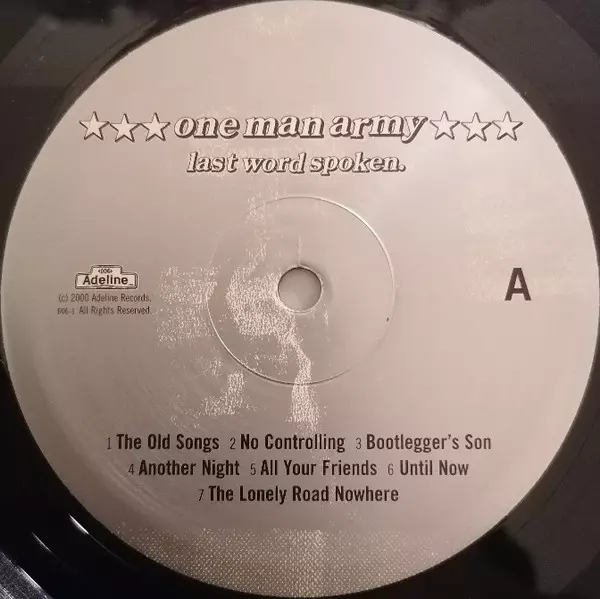 one man army
last word spoken.
Adeline
(c) 2000 Adeline Records.
All Rights Reserved.
A
1 The Old Songs 2 No Controlling 3 Bootlegger's Son
4 Another Night 5 All Your Friends 6 Until Now
7 The Lonely Road Nowhere